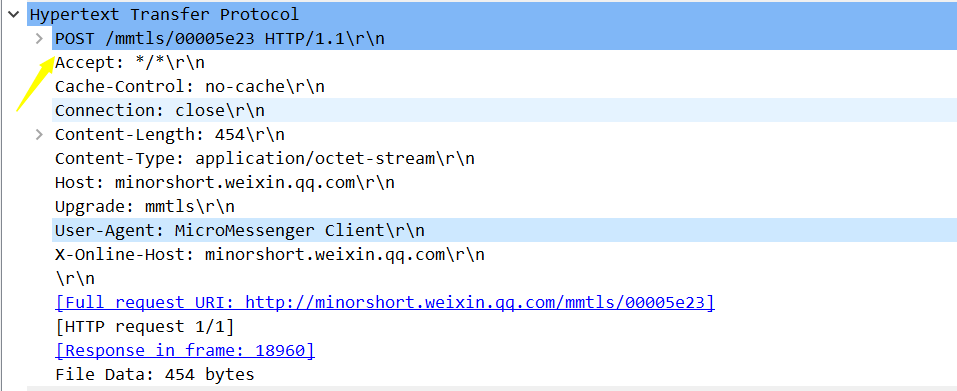 Hypertext Transfer Protocol
POST /mmtls/00005e23 HTTP/1.1\r\n
Accept: */*\r\n
Cache-Control: no-cache\r\n
Connection: close\r\n
Content-Length: 454\r\n
Content-Type: application/octet-stream\r\n
Host: minorshort.weixin.qq.com\r\n
Upgrade: mmtls\r\n
User-Agent: MicroMessenger Client\r\n
X-Online-Host: minorshort.weixin.qq.com\r\n
\r\n
[Full request URI: http://minorshort.weixin.qq.com/mmtls/00005e23]
[HTTP request 1/1]
[Response in frame: 18960]
File Data: 454 bytes